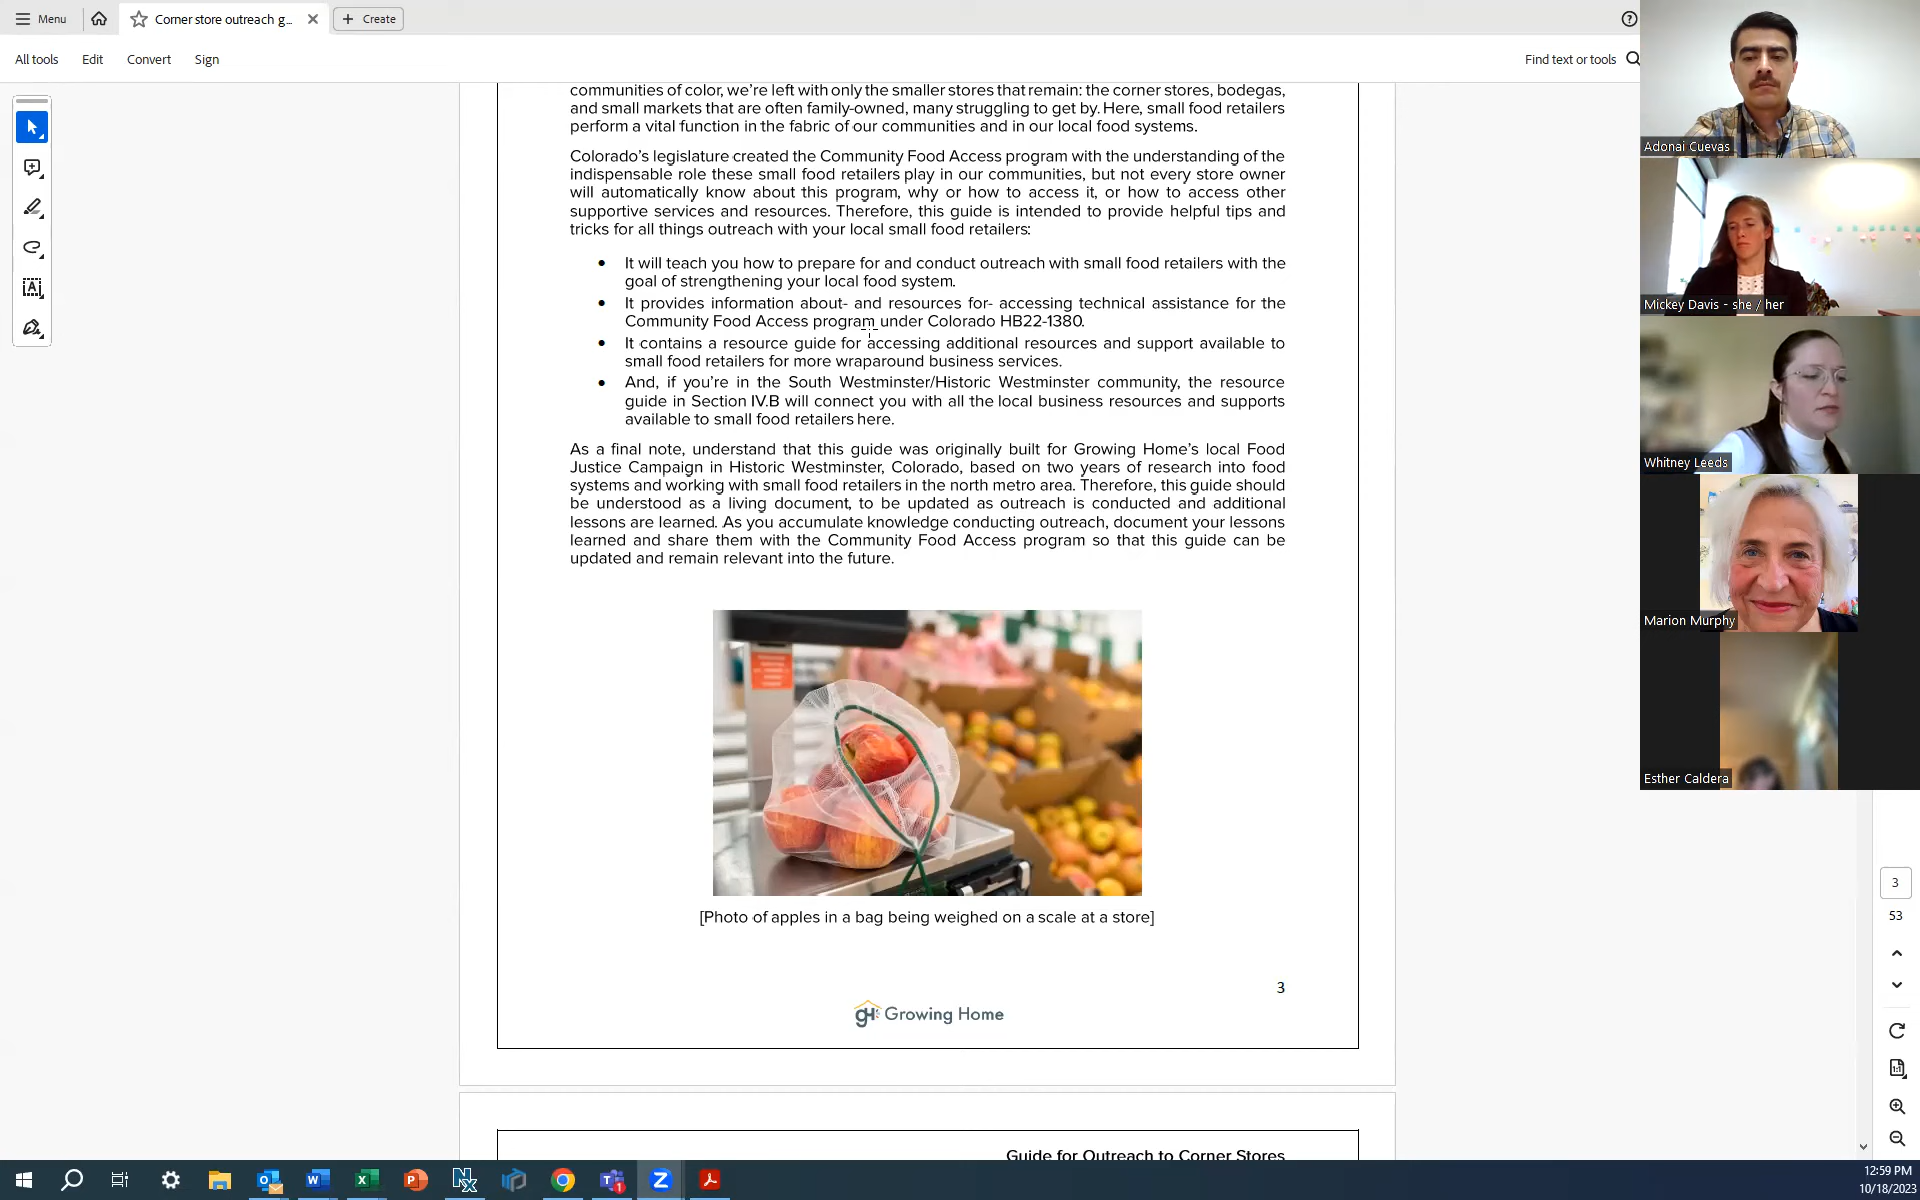 Menu
Corner store outreach g...
Create
All tools
Edit
Convert
Sign
Find text or tools
communities of color, we're left with only the smaller stores that remain: the corner stores, bodegas,
and small markets that are often family-owned, many struggling to get by. Here, small food retailers
perform a vital function in the fabric of our communities and in our local food systems.
Colorado's legislature created the Community Food Access program with the understanding of the
indispensable role these small food retailers play in our communities, but not every store owner
will automatically know about this program, why or how to access it, or how to access other
supportive services and resources. Therefore, this guide is intended to provide helpful tips and
tricks for all things outreach with your local small food retailers:
• It will teach you how to prepare for and conduct outreach with small food retailers with the
goal of strengthening your local food system.
• It provides information about- and resources for- accessing technical assistance for the
Community Food Access program under Colorado HB22-1380.
• It contains a resource guide for accessing additional resources and support available to
small food retailers for more wraparound business services.
• And, if you're in the South Westminster/Historic Westminster community, the resource
guide in Section IV.B will connect you with all the local business resources and supports
available to small food retailers here.
As a final note, understand that this guide was originally built for Growing Home's local Food
Justice Campaign in Historic Westminster, Colorado, based on two years of research into food
systems and working with small food retailers in the north metro area. Therefore, this guide should
be understood as a living document, to be updated as outreach is conducted and additional
lessons are learned. As you accumulate knowledge conducting outreach, document your lessons
learned and share them with the Community Food Access program so that this guide can be
updated and remain relevant into the future.
[Photo of apples in a bag being weighed on a scale at a store]
3
gH Growing Home
Guide for Outreach to Corner Stores
Adonai Cuevas
Mickey Davis - she / her
Whitney Leeds
Marion Murphy
Esther Caldera
3
53
12:59 PM
10/18/2023